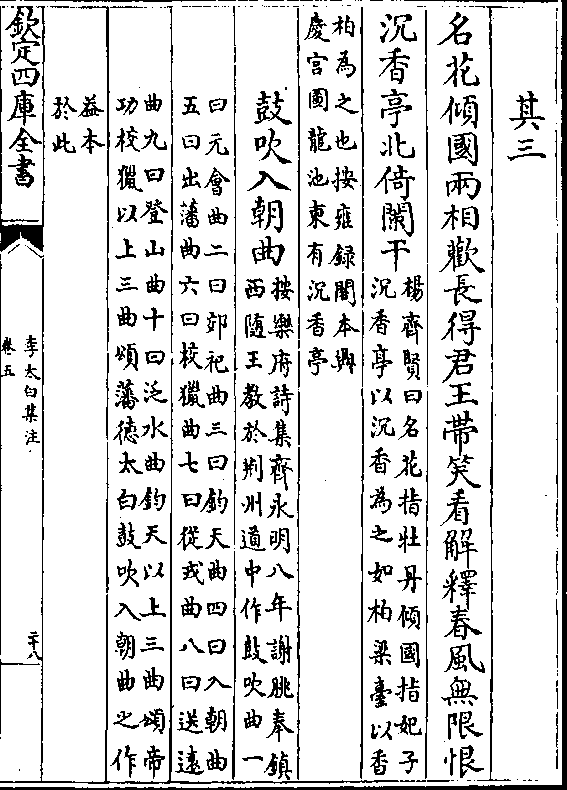 其三
名花傾國兩相歡長得君王帶笑看解釋春風無限恨
沉香亭北倚闌干
楊齊賢曰名花指牡丹傾國指妃子
沉香亭以沉香為之如柏梁臺以香
柏為之也按雍錄閣本興
慶宫圖龍池東有沉香亭
鼓吹入朝曲
按樂府詩集齊永明八年謝朓奉鎮
西隨王教於荆州道中作鼓吹曲一
曰元會曲二曰郊祀曲三曰鈞天曲四曰入朝曲
五曰出藩曲六曰校獵曲七曰從戎曲八曰送逺
曲九曰登山曲十曰泛水曲鈞天以上三曲頌帝
功校獵以上三曲頌藩德太白鼓吹入朝曲之作
葢本
於此
欽定四庫全書
李太白集注
卷五
二十八